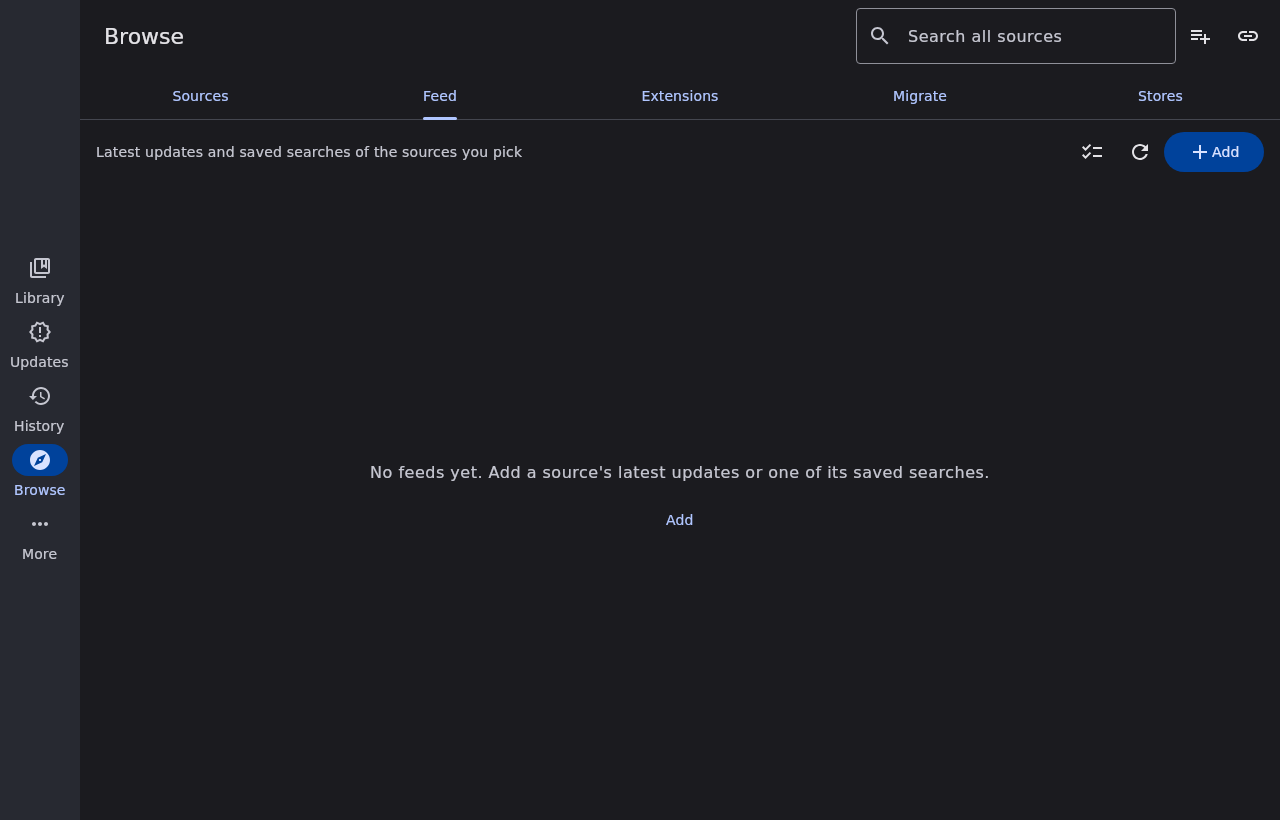 Browse
Search all sources
Sources
Feed
Extensions
Migrate
Stores
Latest updates and saved searches of the sources you pick
Add
Library
Updates
History
Browse
More
No feeds yet. Add a source's latest updates or one of its saved searches.
Add